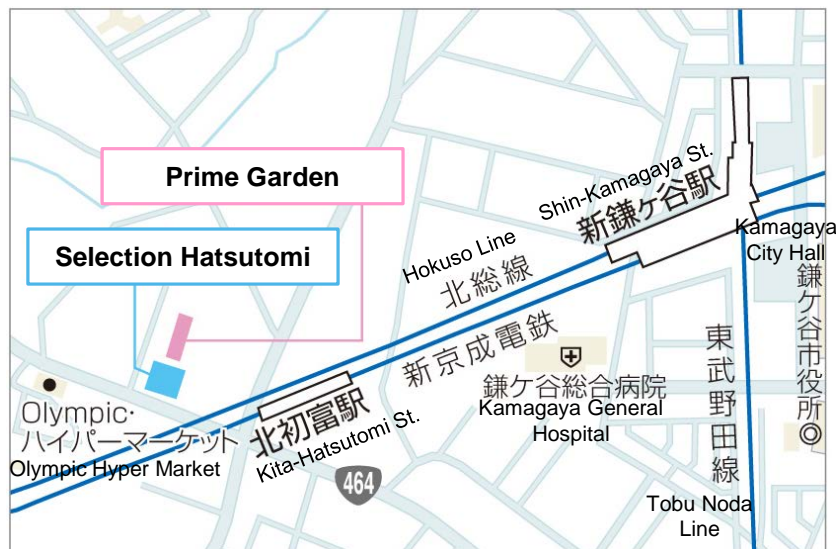 Prime Garden
Selection Hatsutomi
Shin-Kamagaya St.
新鎌ヶ谷駅
Hokuso Line
北総線
新京成電鉄
Kamagaya
City Hall
鎌ケ谷市役所
東武野田線
Tobu Noda
Line
鎌ケ谷総合病院
Kamagaya General
Hospital
Olympic・
ハイパーマーケット
Olympic Hyper Market
北初富駅
Kita-Hatsutomi St.
464